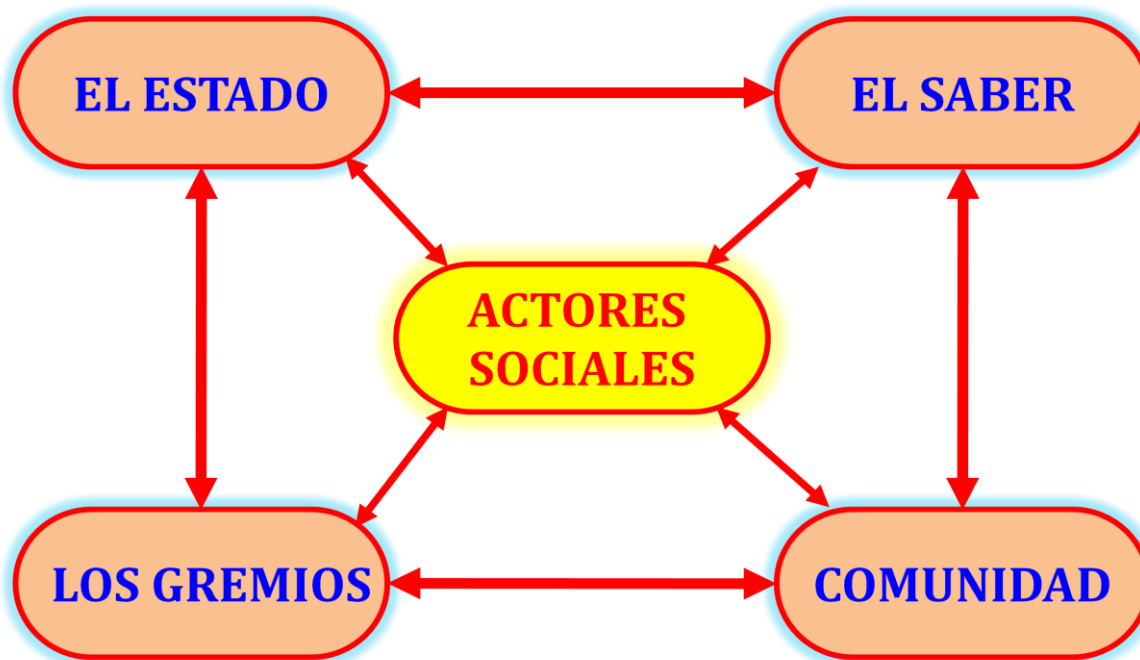 EL ESTADO
EL SABER
ACTORES
SOCIALES
LOS GREMIOS
COMUNIDAD